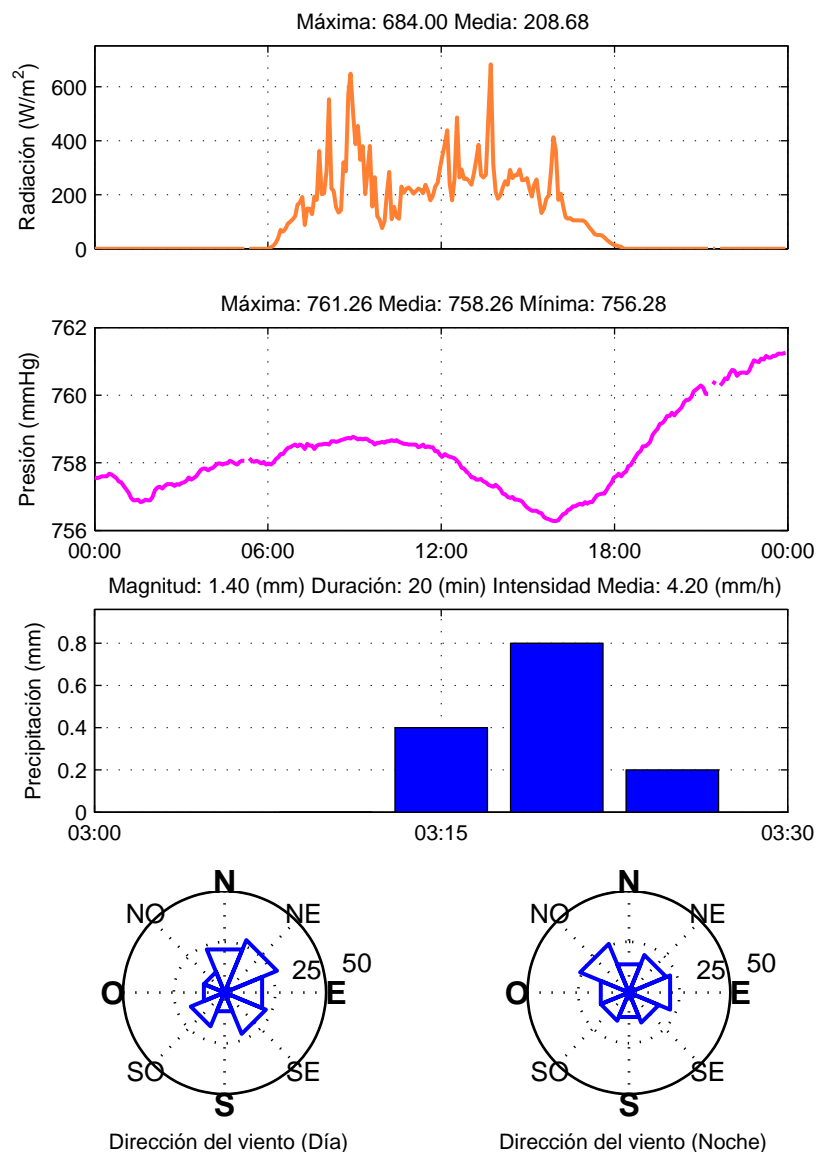 Máxima: 684.00 Media: 208.68
Radiación (W/m²)
600
400
200
0
Máxima: 761.26 Media: 758.26 Mínima: 756.28
Presión (mmHg)
762
760
758
756
00:00 06:00 12:00 18:00 00:00
Magnitud: 1.40 (mm) Duración: 20 (min) Intensidad Media: 4.20 (mm/h)
Precipitación (mm)
0.8
0.6
0.4
0.2
0
03:00 03:15 03:30
N
NO NE
25 50
O E
SO SE
S
Dirección del viento (Día)
N
NO NE
25 50
O E
SO SE
S
Dirección del viento (Noche)